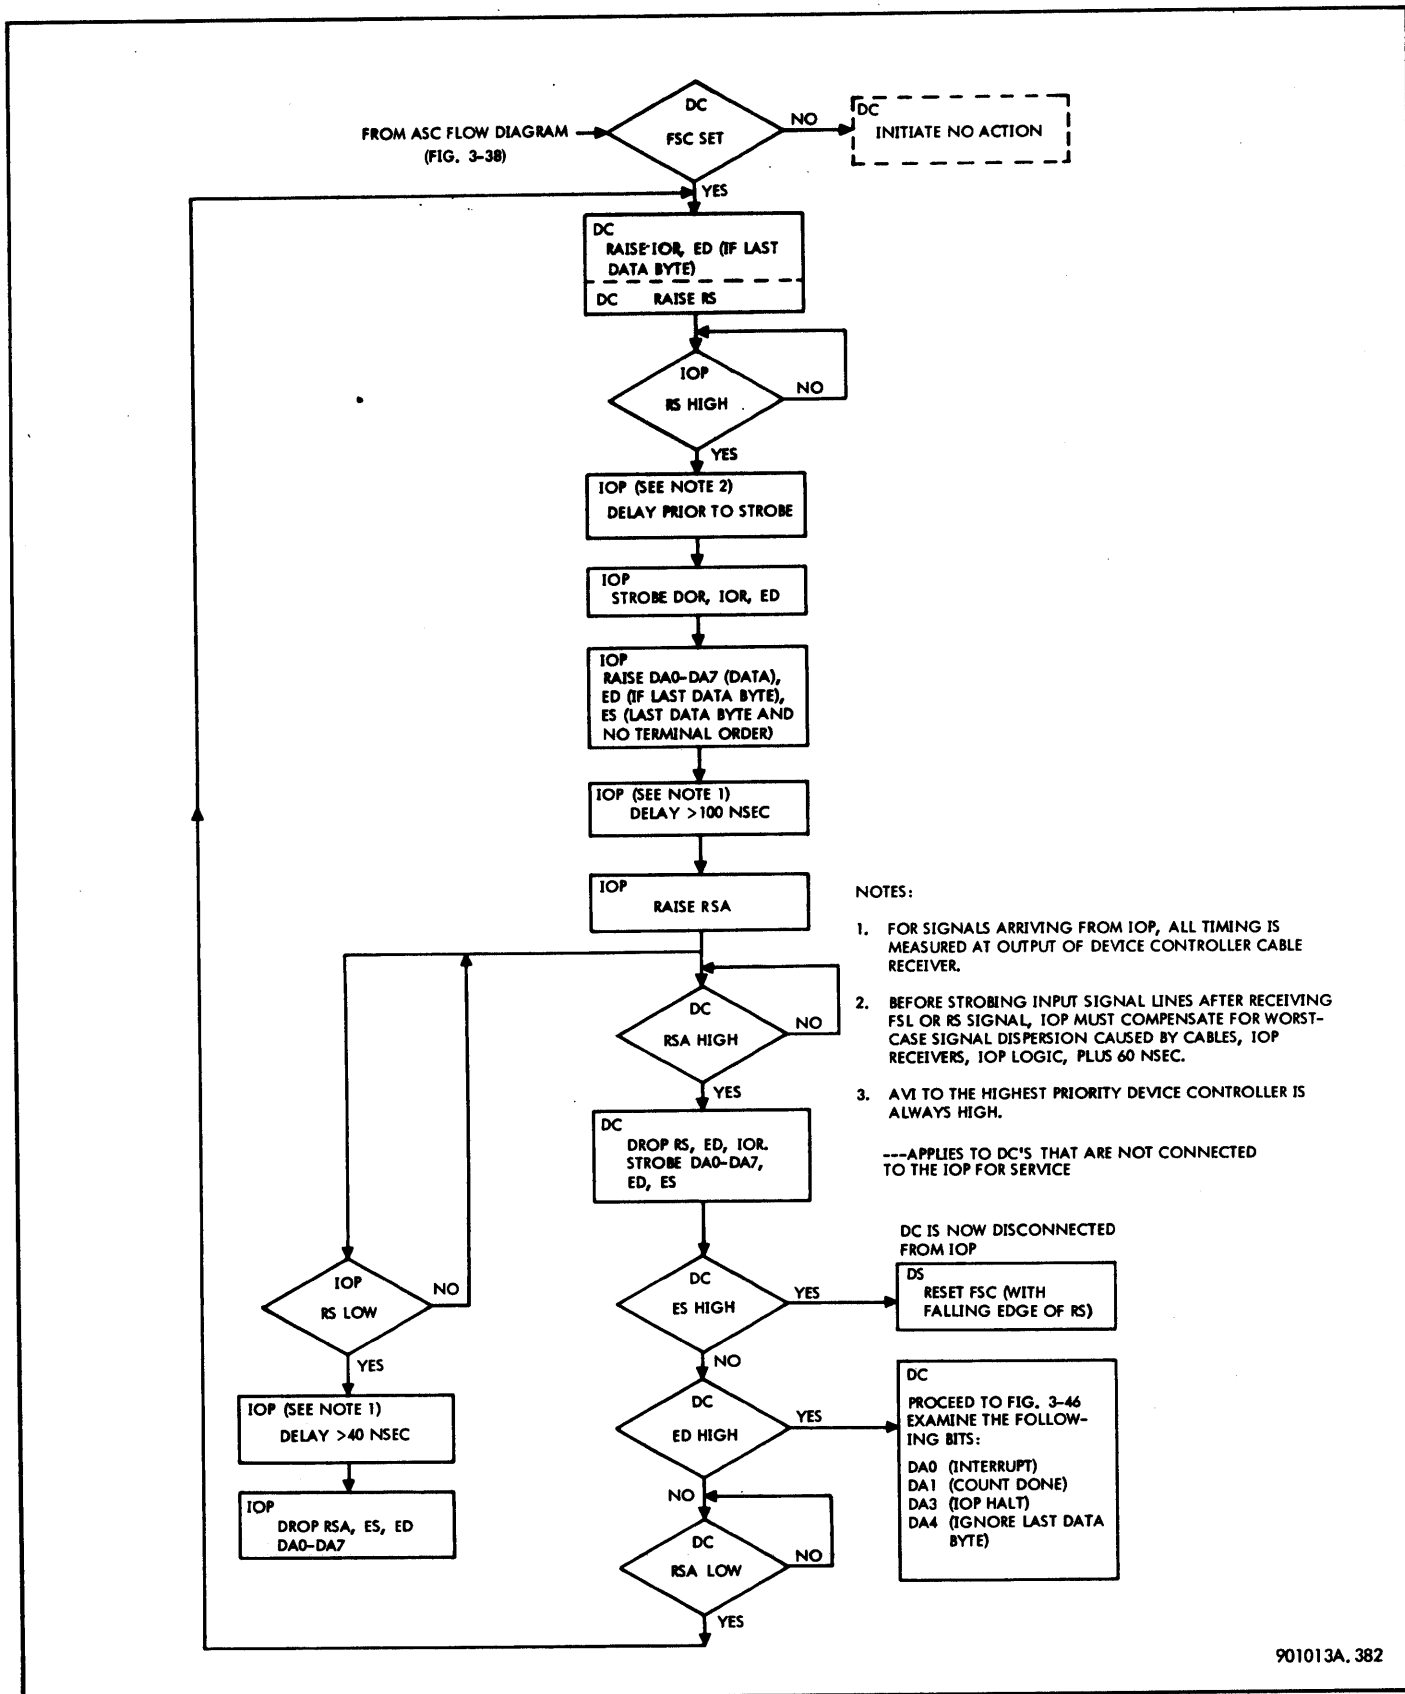 DC
FSC SET
NO
DC
INITIATE NO ACTION
FROM ASC FLOW DIAGRAM
(FIG. 3-38)
YES
DC
RAISE IOR, ED (IF LAST
DATA BYTE)
DC RAISE RS
IOP
RS HIGH
NO
YES
IOP (SEE NOTE 2)
DELAY PRIOR TO STROBE
IOP
STROBE DOR, IOR, ED
IOP
RAISE DA0-DA7 (DATA),
ED (IF LAST DATA BYTE),
ES (LAST DATA BYTE AND
NO TERMINAL ORDER)
IOP (SEE NOTE 1)
DELAY >100 NSEC
IOP
RAISE RSA
NOTES:
1. FOR SIGNALS ARRIVING FROM IOP, ALL TIMING IS
MEASURED AT OUTPUT OF DEVICE CONTROLLER CABLE
RECEIVER.
2. BEFORE STROBING INPUT SIGNAL LINES AFTER RECEIVING
FSL OR RS SIGNAL, IOP MUST COMPENSATE FOR WORST-
CASE SIGNAL DISPERSION CAUSED BY CABLES, IOP
RECEIVERS, IOP LOGIC, PLUS 60 NSEC.
3. AVI TO THE HIGHEST PRIORITY DEVICE CONTROLLER IS
ALWAYS HIGH.
---APPLIES TO DC'S THAT ARE NOT CONNECTED
TO THE IOP FOR SERVICE
DC
RSA HIGH
NO
YES
DC
DROP RS, ED, IOR.
STROBE DA0-DA7,
ED, ES
DC IS NOW DISCONNECTED
FROM IOP
DC
ES HIGH
YES
DS
RESET FSC (WITH
FALLING EDGE OF RS)
NO
IOP
RS LOW
NO
YES
IOP (SEE NOTE 1)
DELAY >40 NSEC
IOP
DROP RSA, ES, ED
DA0-DA7
DC
ED HIGH
YES
DC
PROCEED TO FIG. 3-46
EXAMINE THE FOLLOW-
ING BITS:
DA0 (INTERRUPT)
DA1 (COUNT DONE)
DA3 (IOP HALT)
DA4 (IGNORE LAST DATA
BYTE)
NO
DC
RSA LOW
NO
YES
901013A.382